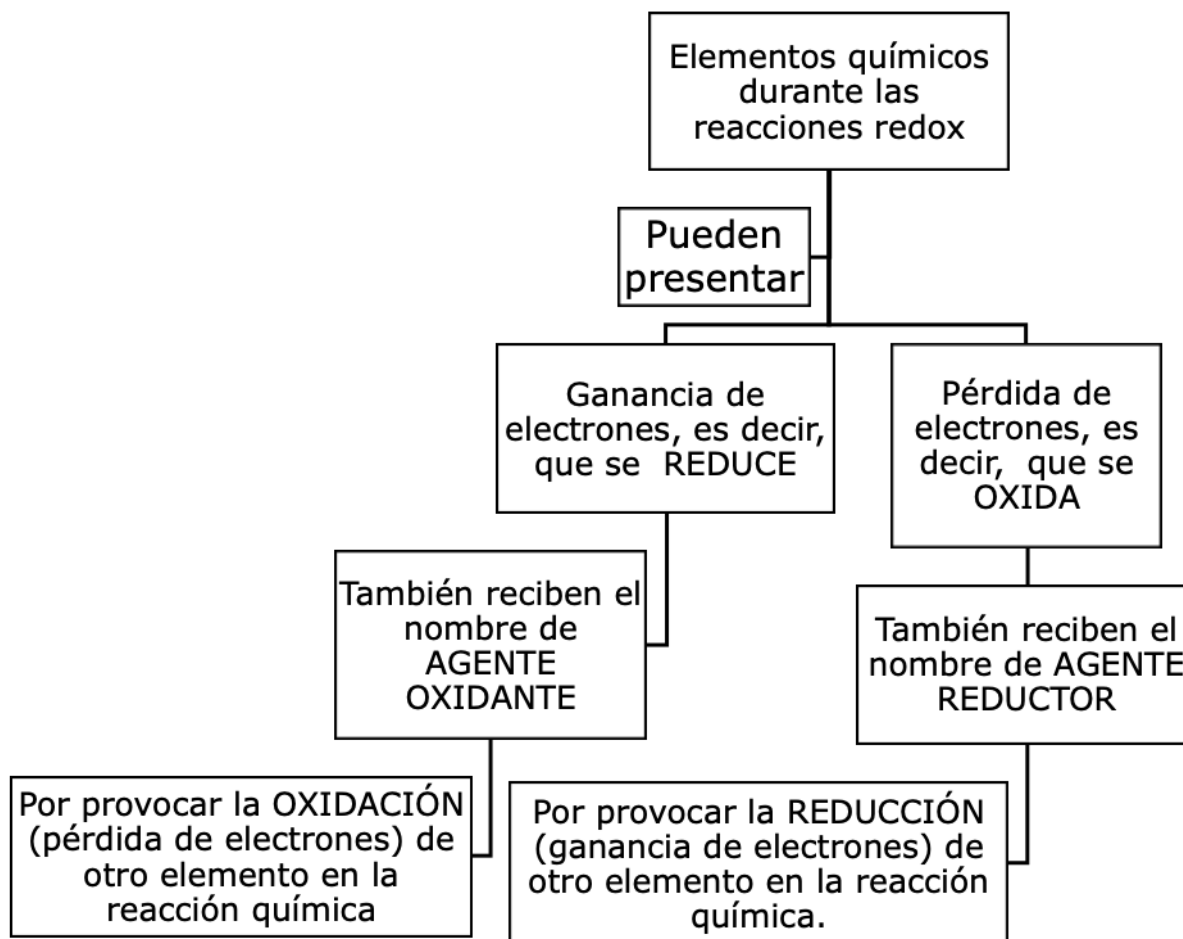 Elementos químicos
durante las
reacciones redox
Pueden
presentar
Ganancia de
electrones, es decir,
que se  REDUCE
Pérdida de
electrones, es
decir,  que se
OXIDA
También reciben el
nombre de
AGENTE
OXIDANTE
También reciben el
nombre de AGENTE
REDUCTOR
Por provocar la OXIDACIÓN
(pérdida de electrones) de
otro elemento en la
reacción química
Por provocar la REDUCCIÓN
(ganancia de electrones) de
otro elemento en la reacción
química.